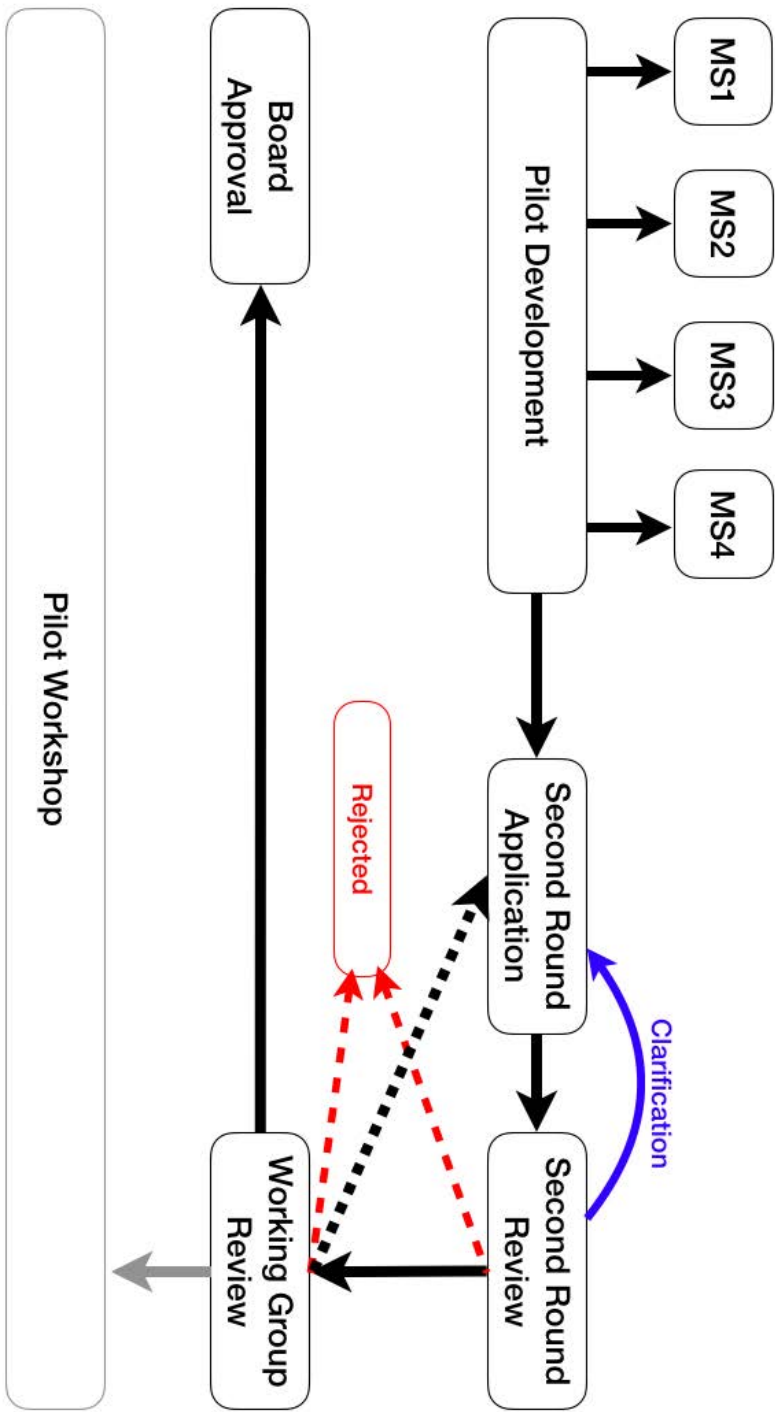 MS1
MS2
MS3
MS4
Pilot Development
Second Round
Application
Clarification
Second Round
Review
Rejected
Board
Approval
Working Group
Review
Pilot Workshop